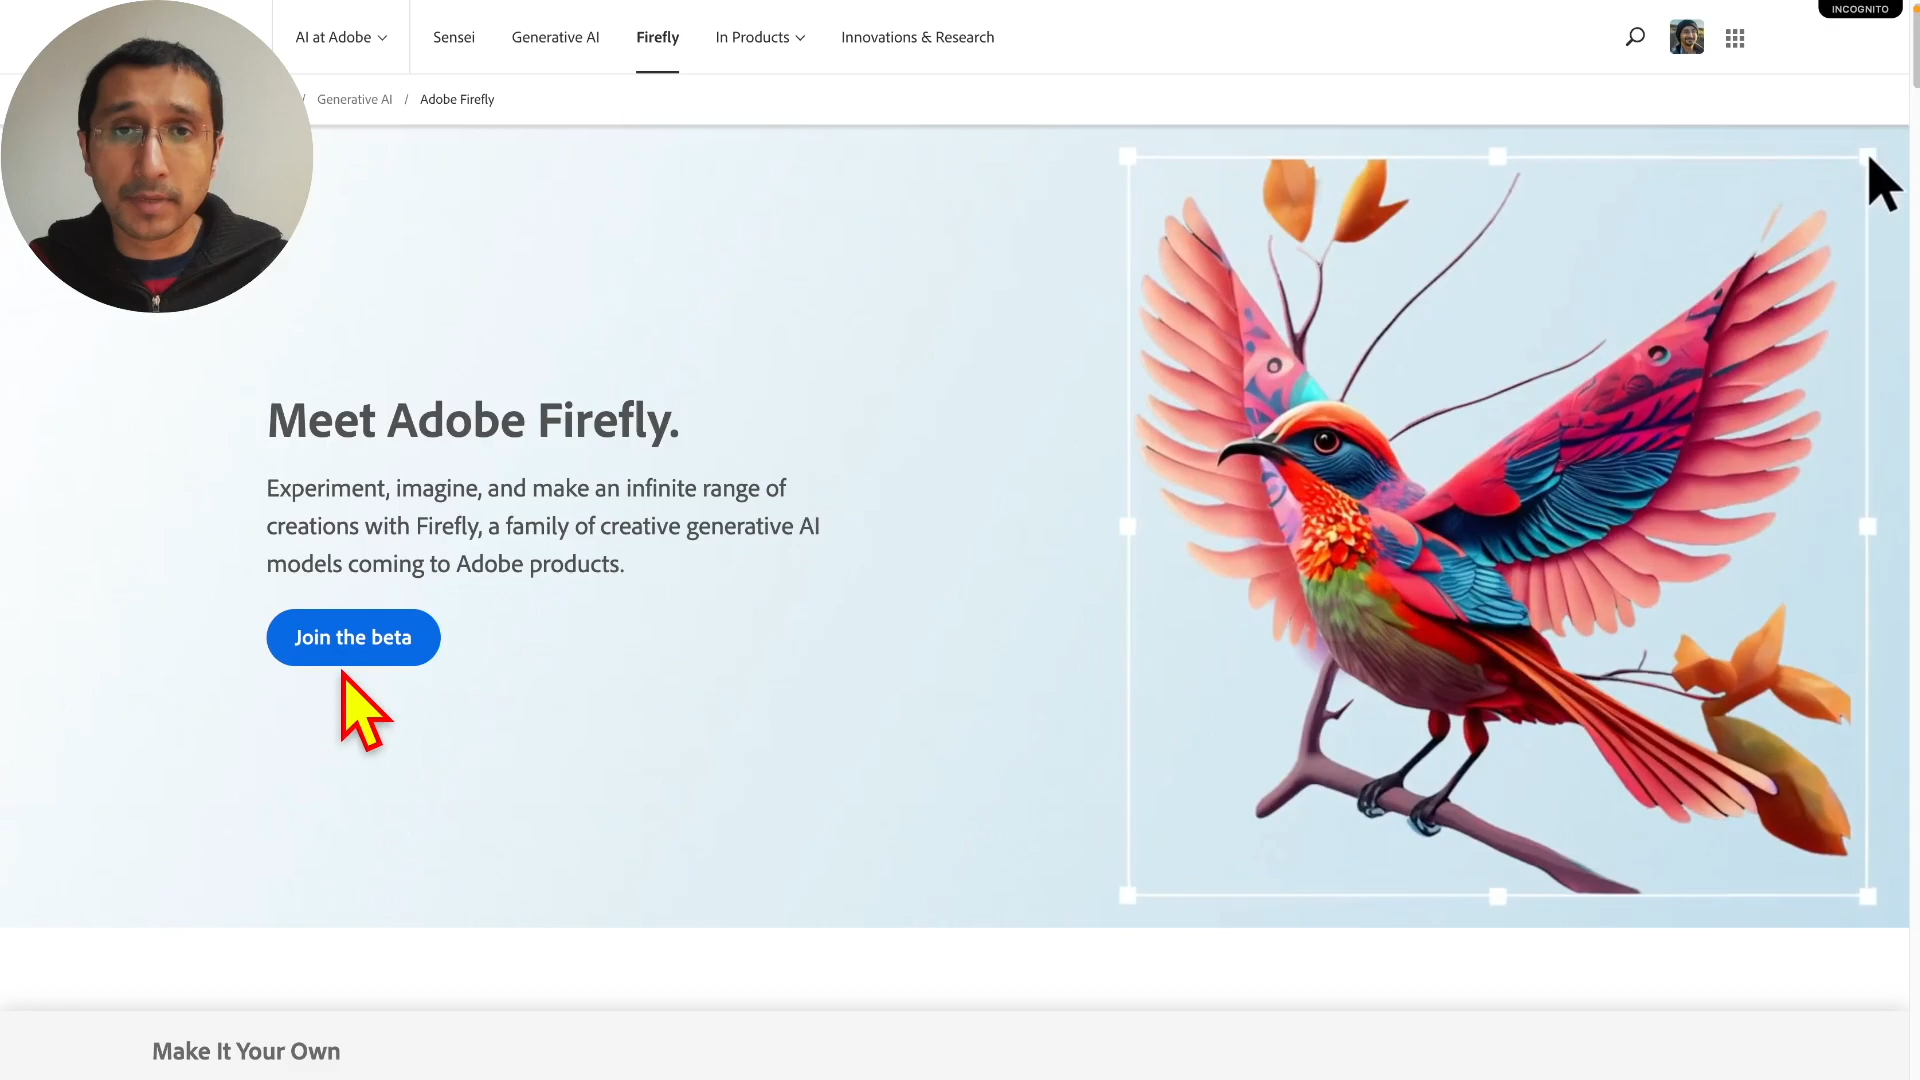 INCOGNITO
AI at Adobe
Sensei
Generative AI
Firefly
In Products
Innovations & Research
/ Generative AI / Adobe Firefly
Meet Adobe Firefly.
Experiment, imagine, and make an infinite range of
creations with Firefly, a family of creative generative AI
models coming to Adobe products.
Join the beta
Make It Your Own